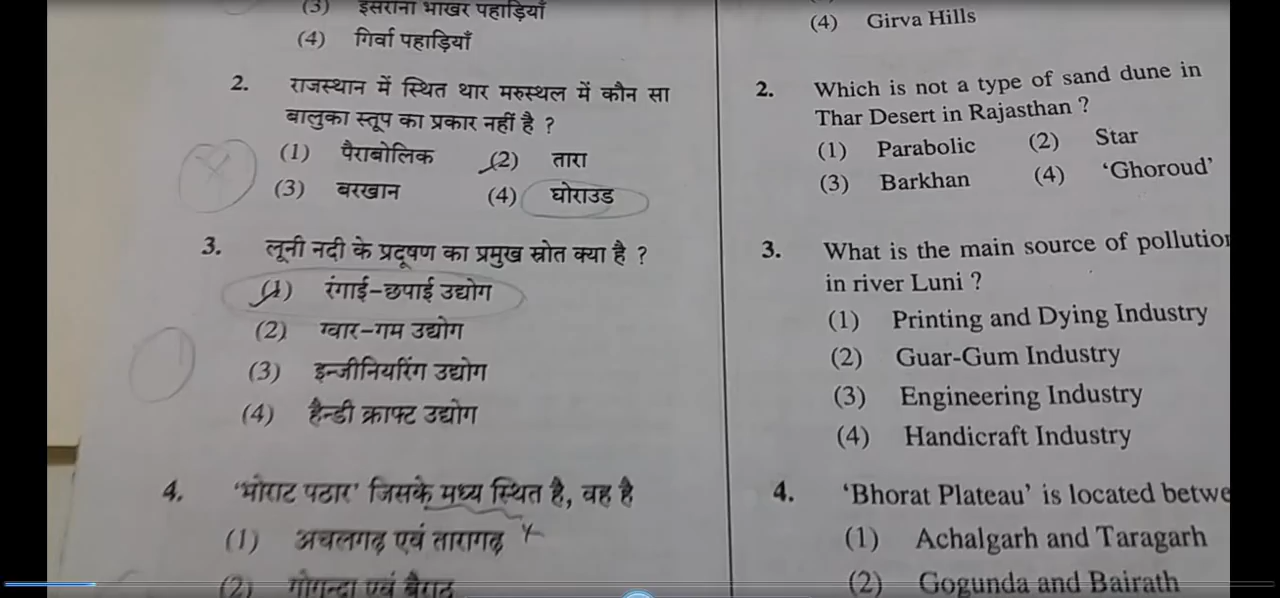 (3) इसराना भाखर पहाड़ियाँ
(4) गिर्वा पहाड़ियाँ
2. राजस्थान में स्थित थार मरुस्थल में कौन सा
बालुका स्तूप का प्रकार नहीं है ?
(1) पैराबोलिक (2) तारा
(3) बरखान (4) घोराउड
3. लूनी नदी के प्रदूषण का प्रमुख स्रोत क्या है ?
(1) रंगाई-छपाई उद्योग
(2) ग्वार-गम उद्योग
(3) इन्जीनियरिंग उद्योग
(4) हैन्डी क्राफ्ट उद्योग
4. ‘भोराट पठार’ जिसके मध्य स्थित है, वह है
(1) अचलगढ़ एवं तारागढ़
(2) गोगुन्दा एवं बैराठ
(4) Girva Hills
2. Which is not a type of sand dune in
Thar Desert in Rajasthan ?
(1) Parabolic (2) Star
(3) Barkhan (4) ‘Ghoroud’
3. What is the main source of pollution
in river Luni ?
(1) Printing and Dying Industry
(2) Guar-Gum Industry
(3) Engineering Industry
(4) Handicraft Industry
4. ‘Bhorat Plateau’ is located betwe
(1) Achalgarh and Taragarh
(2) Gogunda and Bairath